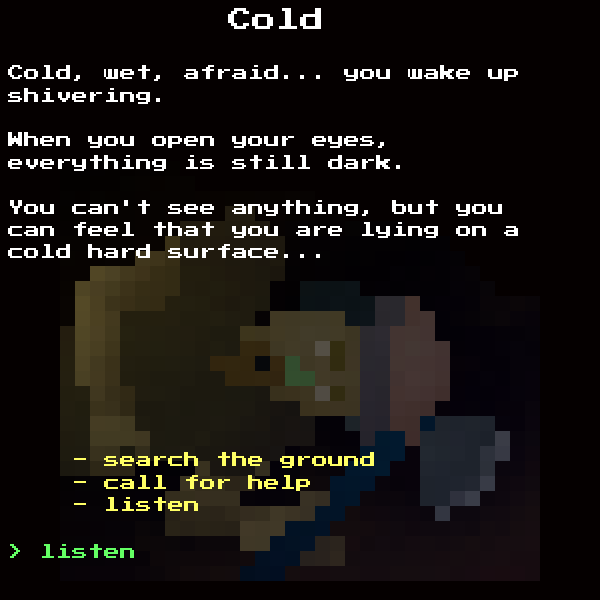 Cold
Cold, wet, afraid... you wake up
shivering.
When you open your eyes,
everything is still dark.
You can't see anything, but you
can feel that you are lying on a
cold hard surface...
- search the ground
- call for help
- listen
> listen